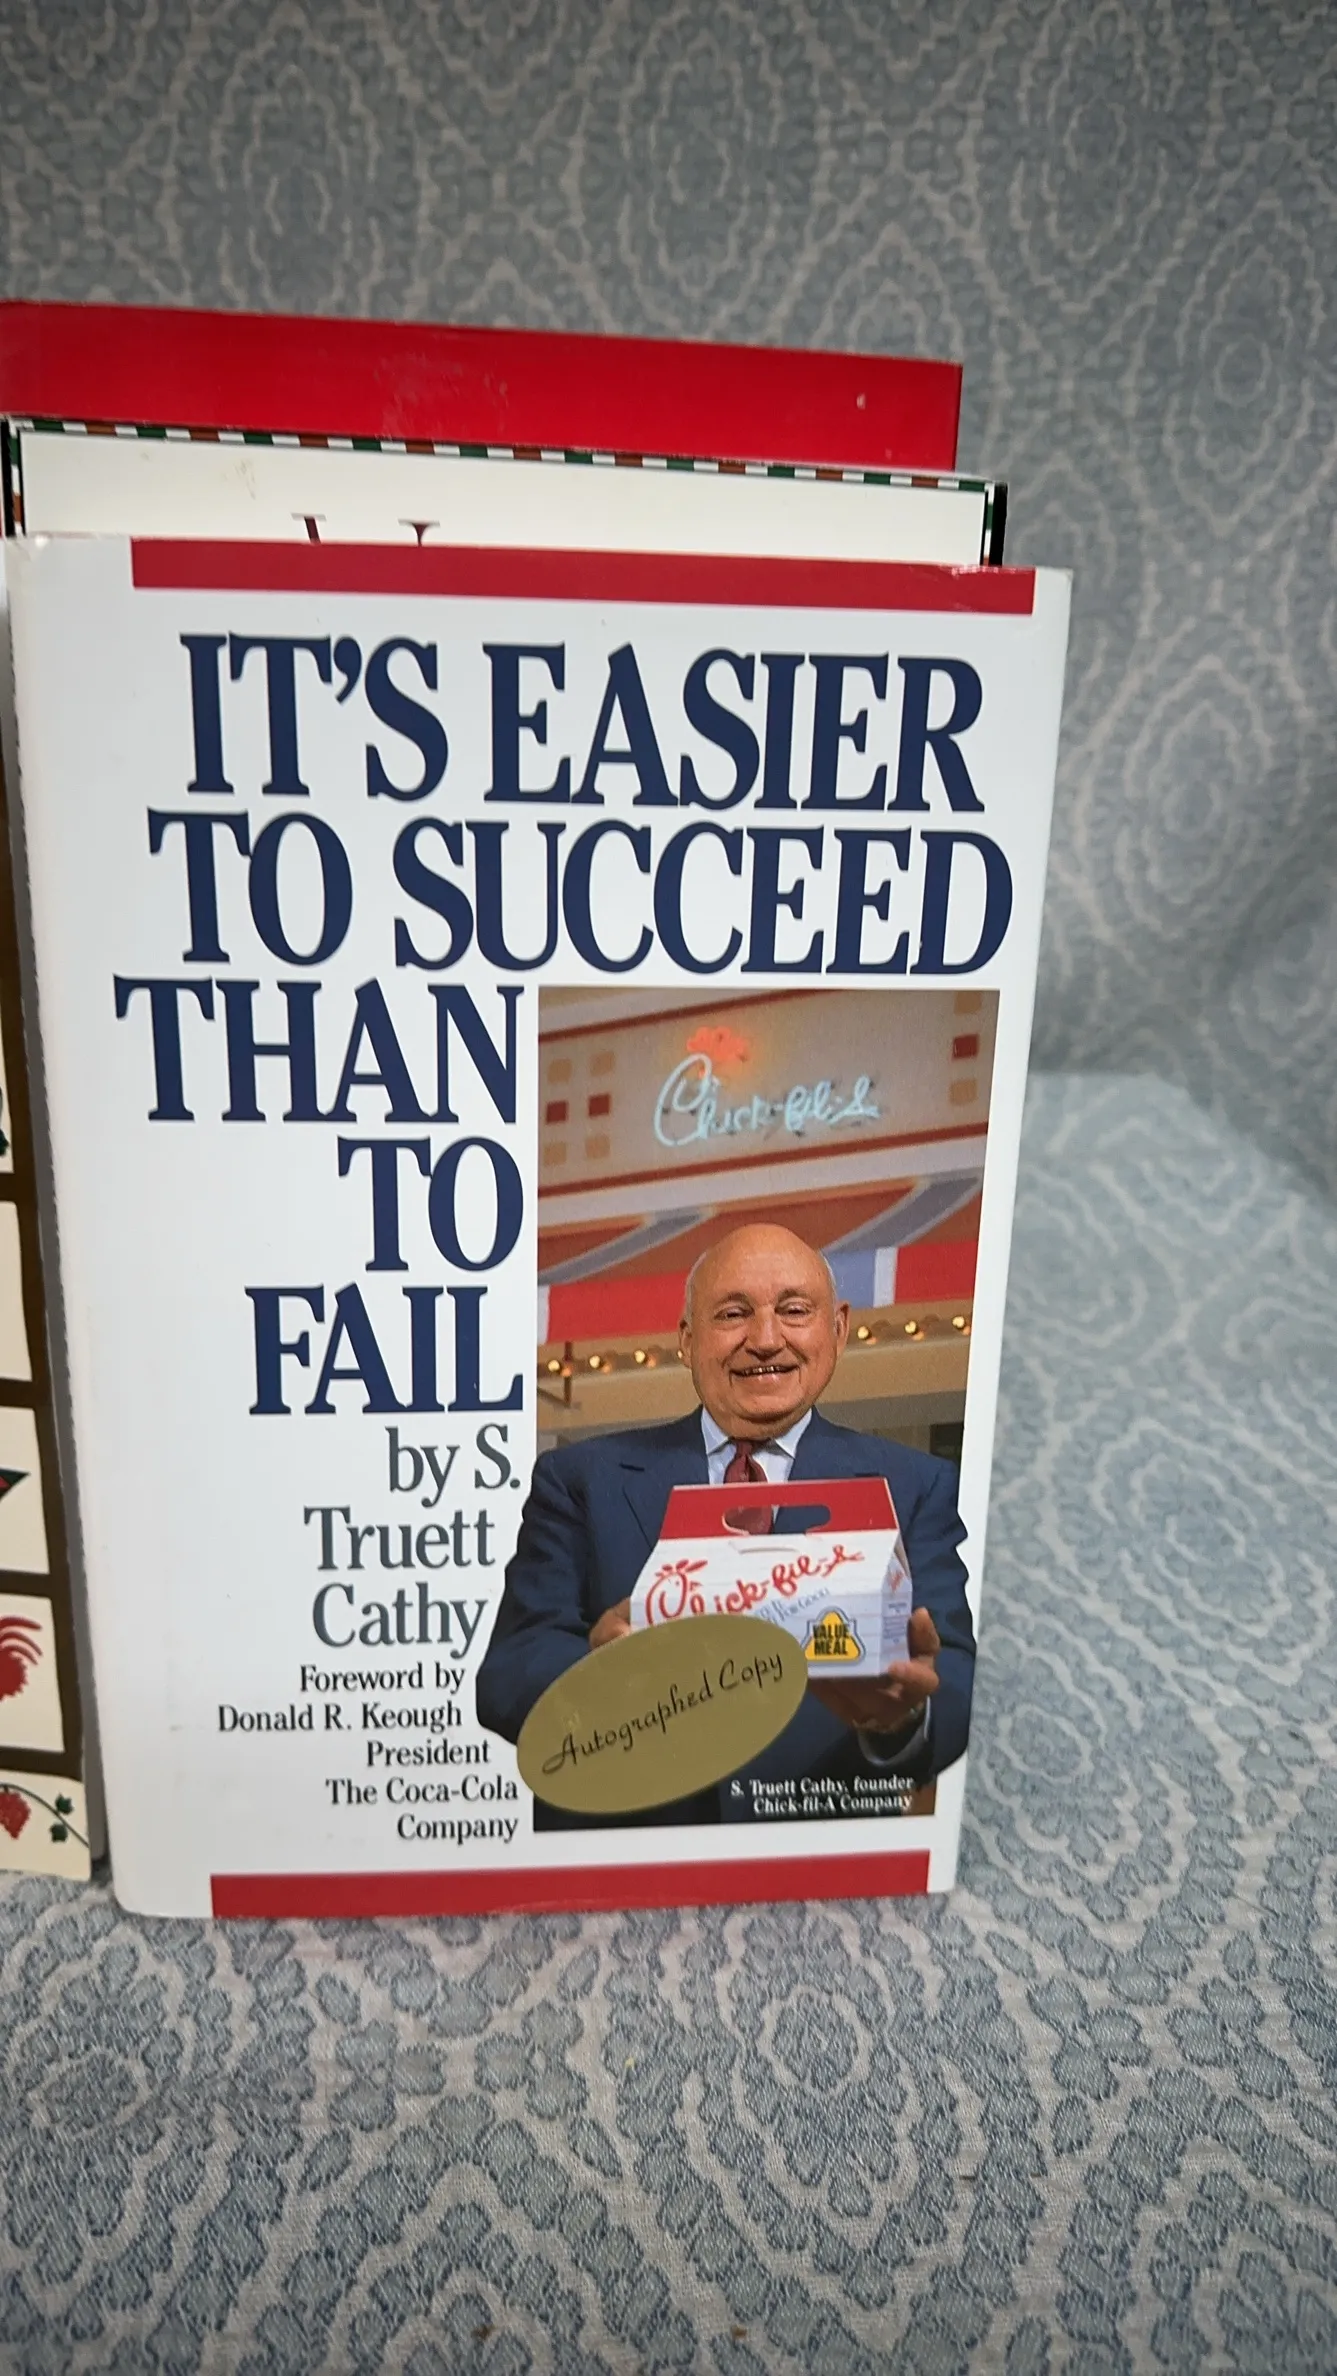 IT'S EASIER
TO SUCCEED
THAN
TO
FAIL
by S.
Truett
Cathy
Foreword by
Donald R. Keough
President
The Coca-Cola
Company
Chick-fil-A
Chick-fil-A
VALUE
MEAL
Autographed Copy
S. Truett Cathy, founder
Chick-fil-A Company